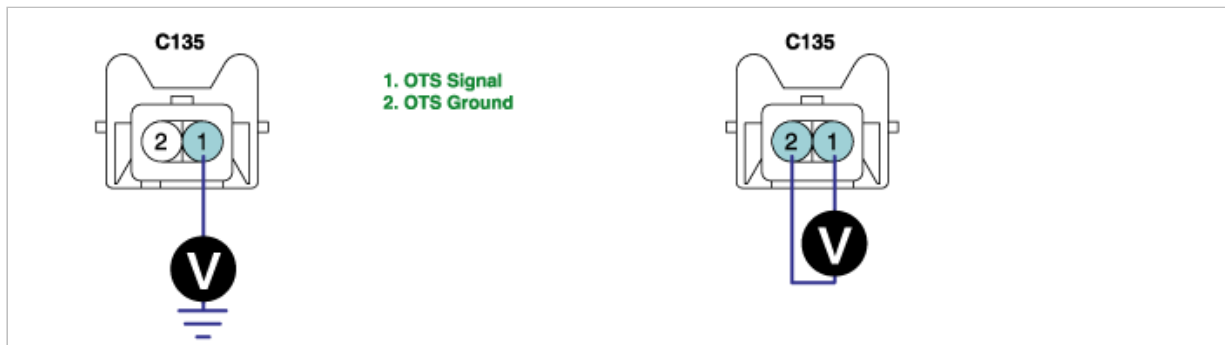 C135
1. OTS Signal
2. OTS Ground
2 1
V
C135
2 1
V